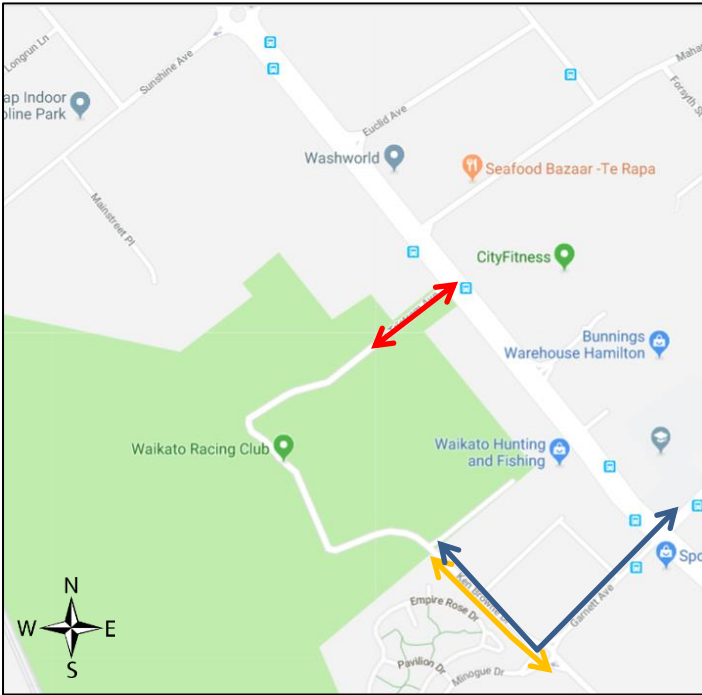 Longrun Ln
Sunshine Ave
ap Indoor
oline Park
Mainstreet Pl
Euclid Ave
Washworld
Seafood Bazaar -Te Rapa
Forsyth St
CityFitness
Bunnings
Warehouse Hamilton
Waikato Racing Club
Waikato Hunting
and Fishing
Spo
Garnett Ave
Empire Rose Dr
Pavilion Dr
Minogue Dr
N
W
E
S